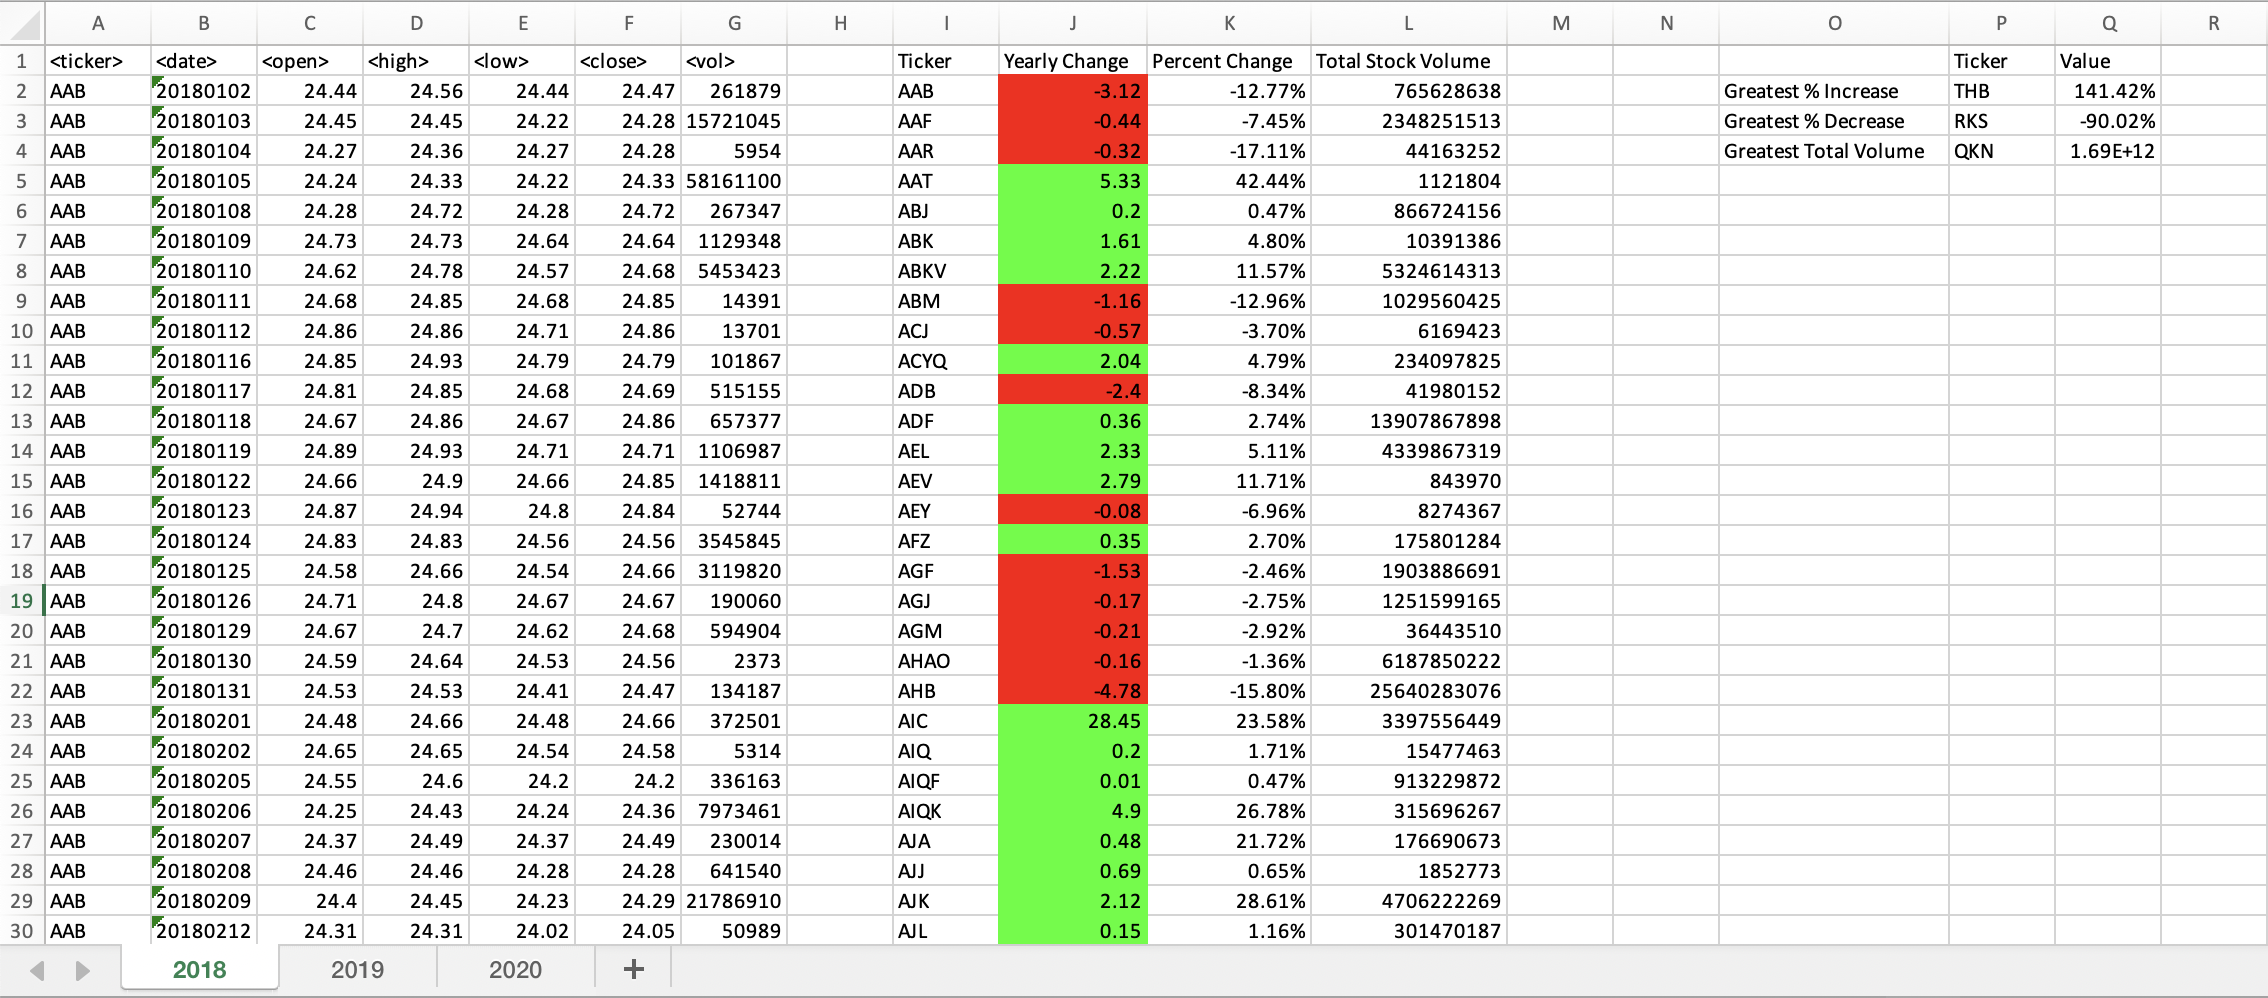 A B C D E F G H I J K L M N O P Q R
1 <ticker> <date> <open> <high> <low> <close> <vol> Ticker Yearly Change Percent Change Total Stock Volume Ticker Value
2 AAB 20180102 24.44 24.56 24.44 24.47 261879 AAB -3.12 -12.77% 765628638 Greatest % Increase THB 141.42%
3 AAB 20180103 24.45 24.45 24.22 24.28 15721045 AAF -0.44 -7.45% 2348251513 Greatest % Decrease RKS -90.02%
4 AAB 20180104 24.27 24.36 24.27 24.28 5954 AAR -0.32 -17.11% 44163252 Greatest Total Volume QKN 1.69E+12
5 AAB 20180105 24.24 24.33 24.22 24.33 58161100 AAT 5.33 42.44% 1121804
6 AAB 20180108 24.28 24.72 24.28 24.72 267347 ABJ 0.2 0.47% 866724156
7 AAB 20180109 24.73 24.73 24.64 24.64 1129348 ABK 1.61 4.80% 10391386
8 AAB 20180110 24.62 24.78 24.57 24.68 5453423 ABKV 2.22 11.57% 5324614313
9 AAB 20180111 24.68 24.85 24.68 24.85 14391 ABM -1.16 -12.96% 1029560425
10 AAB 20180112 24.86 24.86 24.71 24.86 13701 ACJ -0.57 -3.70% 6169423
11 AAB 20180116 24.85 24.93 24.79 24.79 101867 ACYQ 2.04 4.79% 234097825
12 AAB 20180117 24.81 24.85 24.68 24.69 515155 ADB -2.4 -8.34% 41980152
13 AAB 20180118 24.67 24.86 24.67 24.86 657377 ADF 0.36 2.74% 13907867898
14 AAB 20180119 24.89 24.93 24.71 24.71 1106987 AEL 2.33 5.11% 4339867319
15 AAB 20180122 24.66 24.9 24.66 24.85 1418811 AEV 2.79 11.71% 843970
16 AAB 20180123 24.87 24.94 24.8 24.84 52744 AEY -0.08 -6.96% 8274367
17 AAB 20180124 24.83 24.83 24.56 24.56 3545845 AFZ 0.35 2.70% 175801284
18 AAB 20180125 24.58 24.66 24.54 24.66 3119820 AGF -1.53 -2.46% 1903886691
19 AAB 20180126 24.71 24.8 24.67 24.67 190060 AGJ -0.17 -2.75% 1251599165
20 AAB 20180129 24.67 24.7 24.62 24.68 594904 AGM -0.21 -2.92% 36443510
21 AAB 20180130 24.59 24.64 24.53 24.56 2373 AHAO -0.16 -1.36% 6187850222
22 AAB 20180131 24.53 24.53 24.41 24.47 134187 AHB -4.78 -15.80% 25640283076
23 AAB 20180201 24.48 24.66 24.48 24.66 372501 AIC 28.45 23.58% 3397556449
24 AAB 20180202 24.65 24.65 24.54 24.58 5314 AIQ 0.2 1.71% 15477463
25 AAB 20180205 24.55 24.6 24.2 24.2 336163 AIQF 0.01 0.47% 913229872
26 AAB 20180206 24.25 24.43 24.24 24.36 7973461 AIQK 4.9 26.78% 315696267
27 AAB 20180207 24.37 24.49 24.37 24.49 230014 AJA 0.48 21.72% 176690673
28 AAB 20180208 24.46 24.46 24.28 24.28 641540 AJJ 0.69 0.65% 1852773
29 AAB 20180209 24.4 24.45 24.23 24.29 21786910 AJK 2.12 28.61% 4706222269
30 AAB 20180212 24.31 24.31 24.02 24.05 50989 AJL 0.15 1.16% 301470187
2018 2019 2020 +